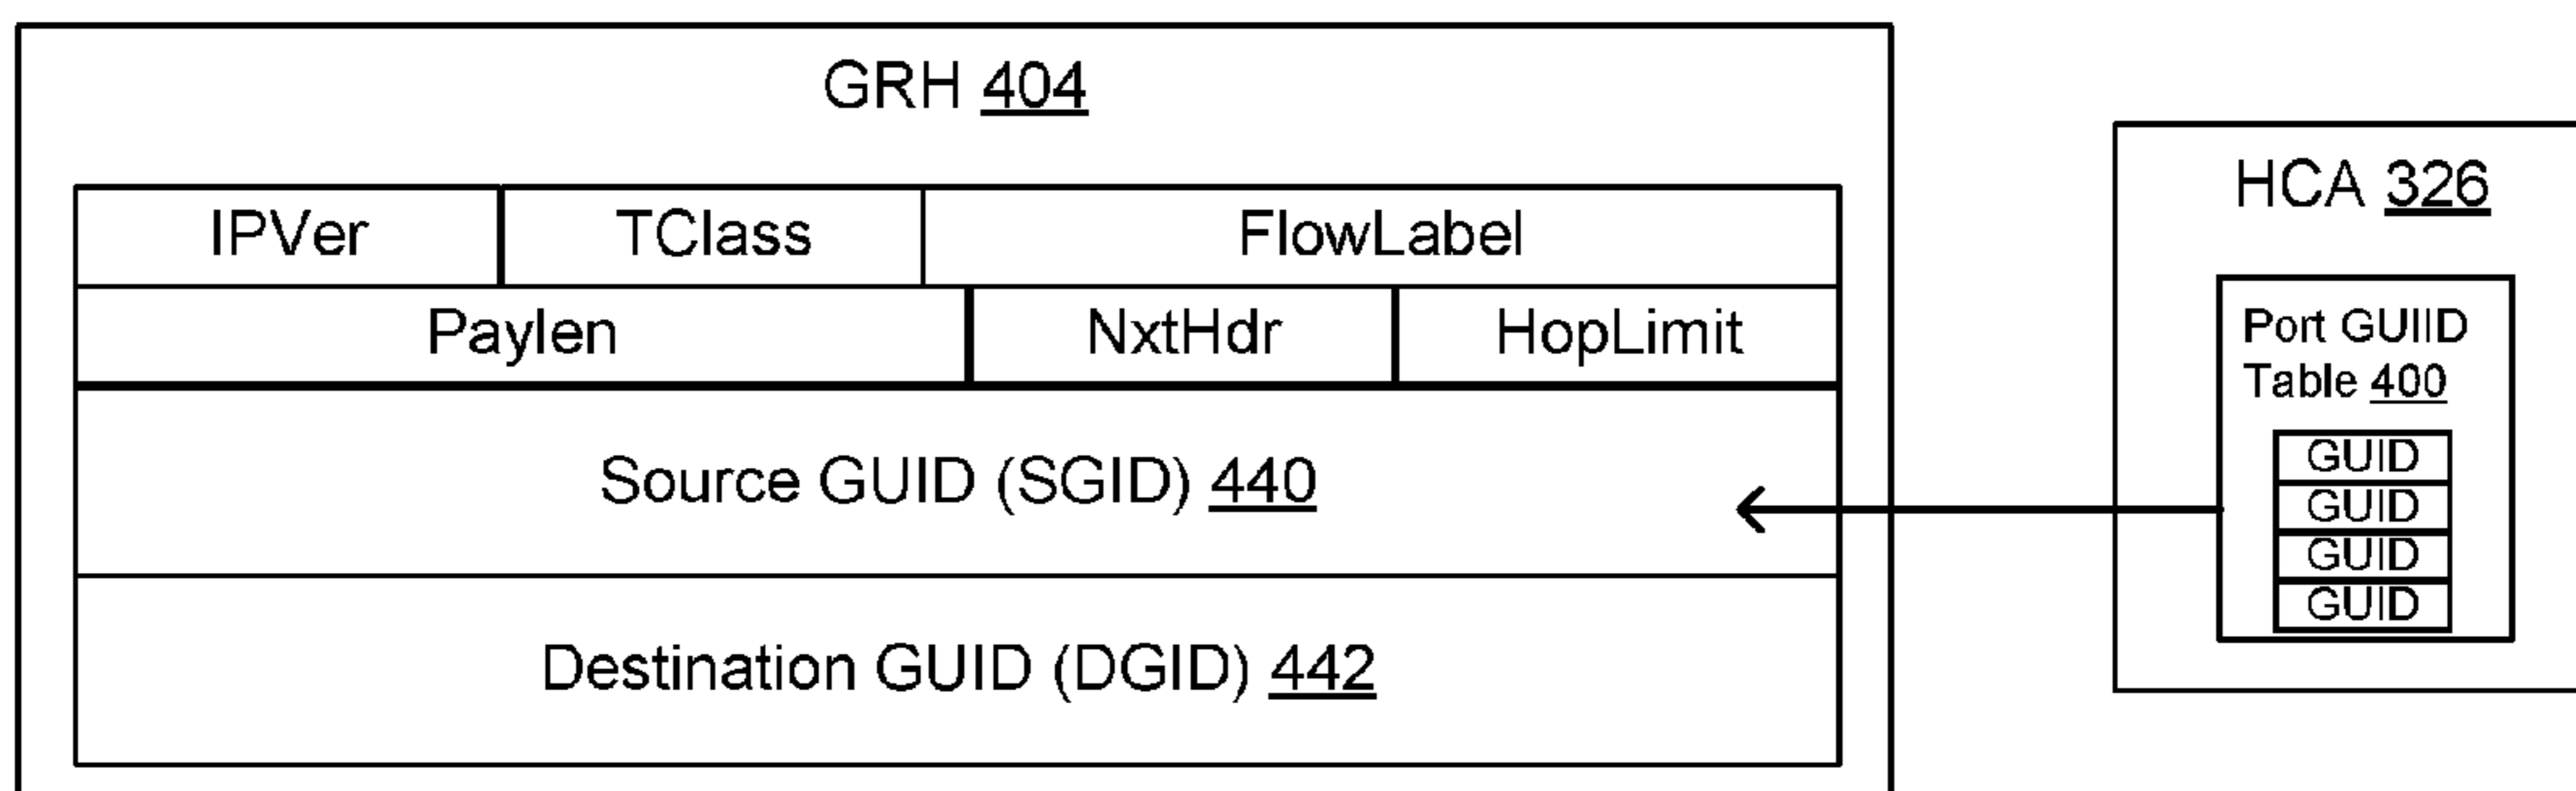 GRH 404
IPVer TClass FlowLabel
Paylen NxtHdr HopLimit
Source GUID (SGID) 440
Destination GUID (DGID) 442
HCA 326
Port GUIID
Table 400
GUID
GUID
GUID
GUID